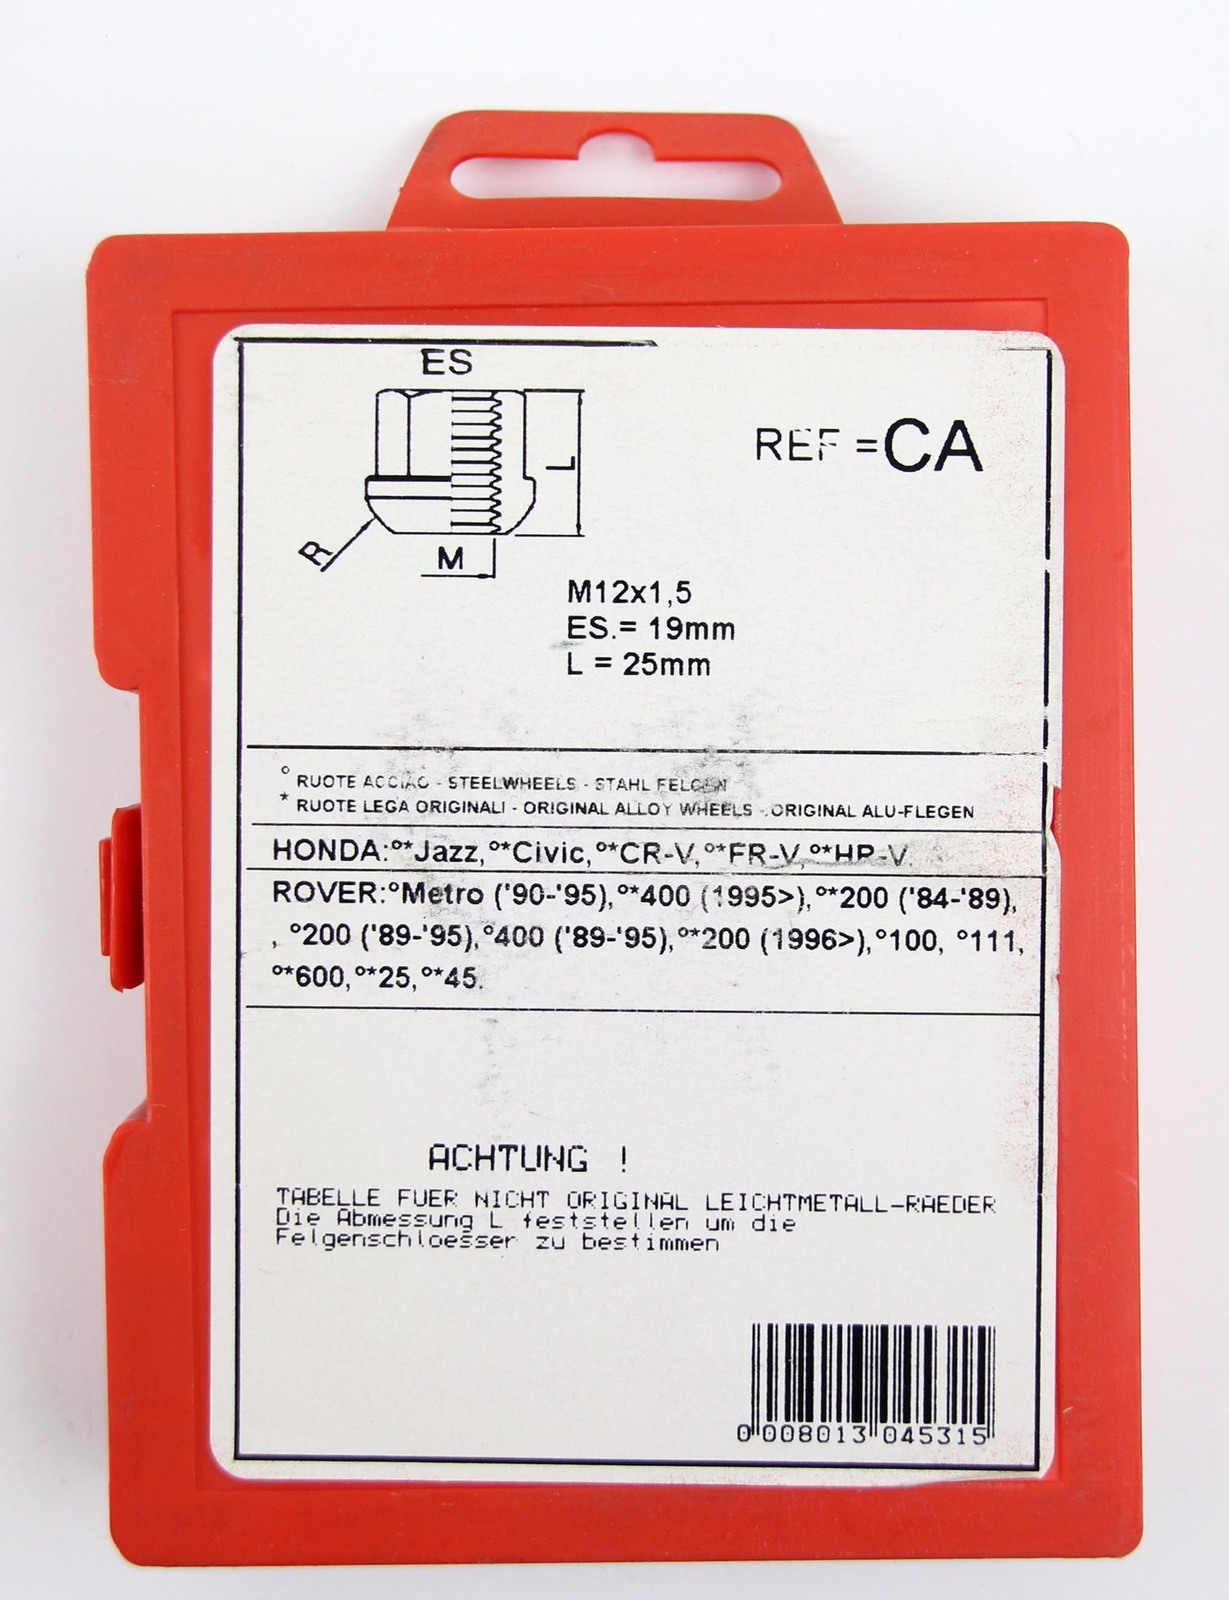 ES
REF =CA
L
R
M
M12x1,5
ES.= 19mm
L = 25mm
° RUOTE ACCIAO - STEELWHEELS - STAHL FELGEN
* RUOTE LEGA ORIGINALI - ORIGINAL ALLOY WHEELS - ORIGINAL ALU-FLEGEN
HONDA:°*Jazz,°*Civic,°*CR-V,°*FR-V,°*HR-V.
ROVER:°Metro ('90-'95),°*400 (1995>),°*200 ('84-'89),
, °200 ('89-'95),°400 ('89-'95),°*200 (1996>),°100, °111,
°*600,°*25,°*45.
ACHTUNG !
TABELLE FUER NICHT ORIGINAL LEICHTMETALL-RAEDER
Die Abmessung L feststellen um die
Felgenschloesser zu bestimmen
0 008013 045315